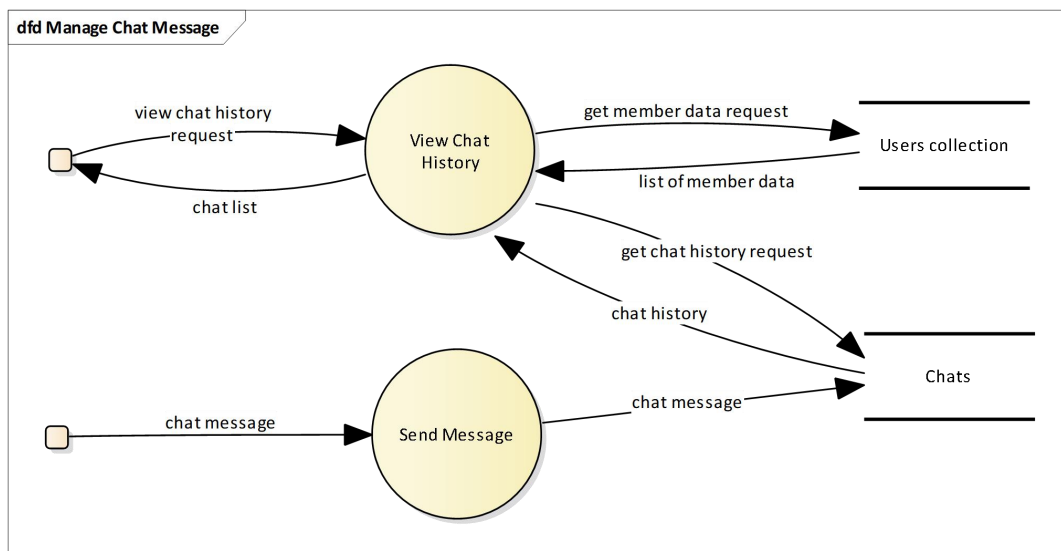 dfd Manage Chat Message
view chat history
request
View Chat
History
get member data request
Users collection
list of member data
chat list
get chat history request
chat history
Chats
chat message
Send Message
chat message